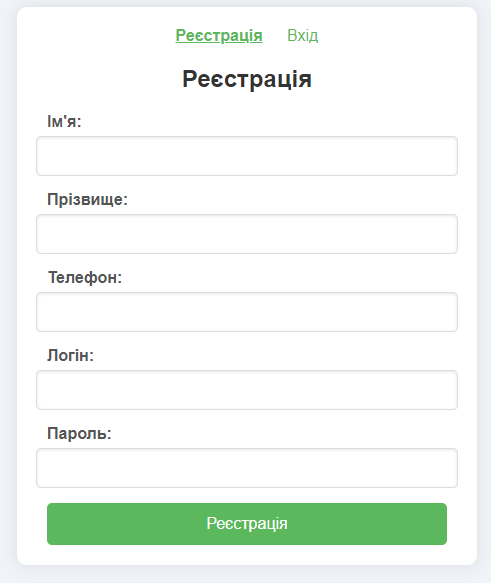 Реєстрація Вхід
Реєстрація
Ім'я:
Прізвище:
Телефон:
Логін:
Пароль:
Реєстрація